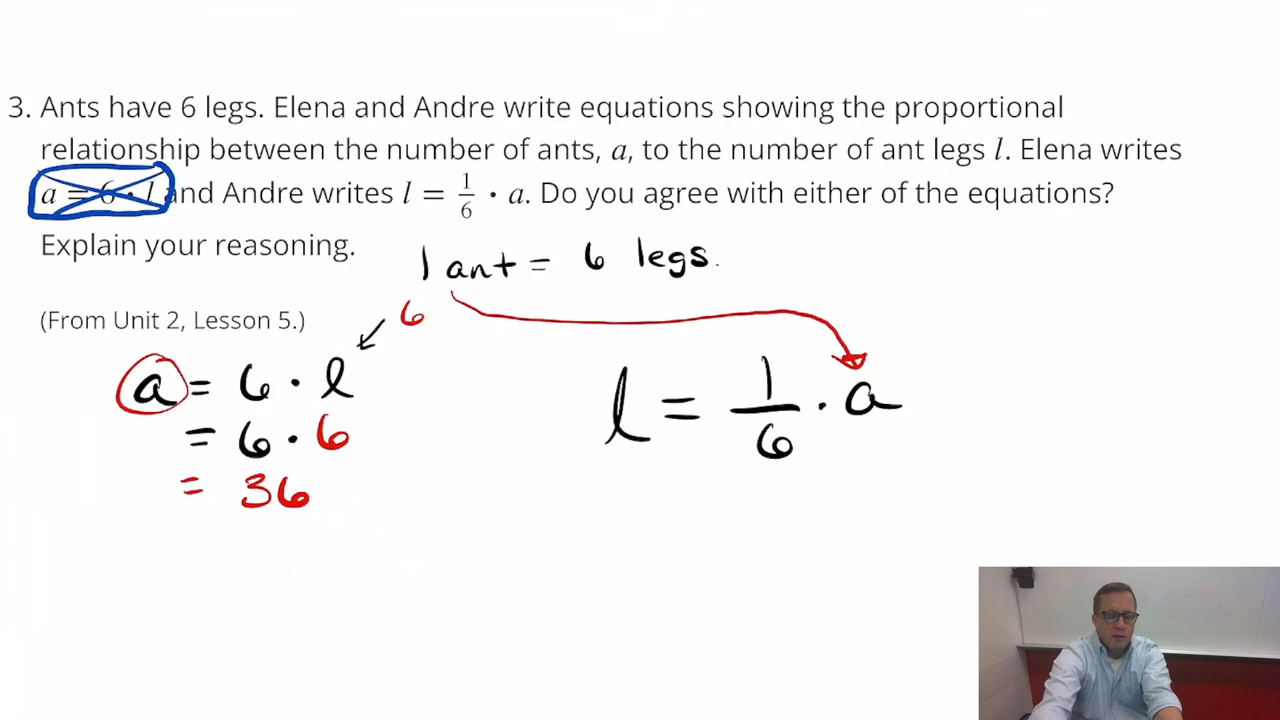 3. Ants have 6 legs. Elena and Andre write equations showing the proportional
relationship between the number of ants, a, to the number of ant legs l. Elena writes
a = 6 · l and Andre writes l = 1/6 · a. Do you agree with either of the equations?
Explain your reasoning.
1 ant = 6 legs.
(From Unit 2, Lesson 5.)
6
a = 6 · l
= 6 · 6
= 36
l = 1/6 · a